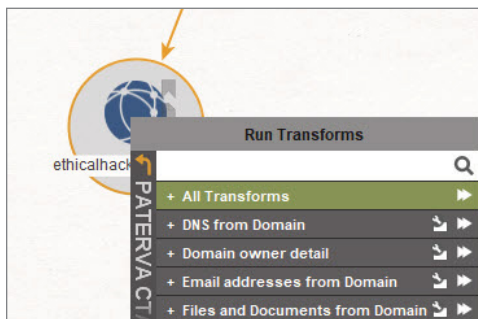 Run Transforms
ethicalhack
PATERVA CTA
+ All Transforms
+ DNS from Domain
+ Domain owner detail
+ Email addresses from Domain
+ Files and Documents from Domain